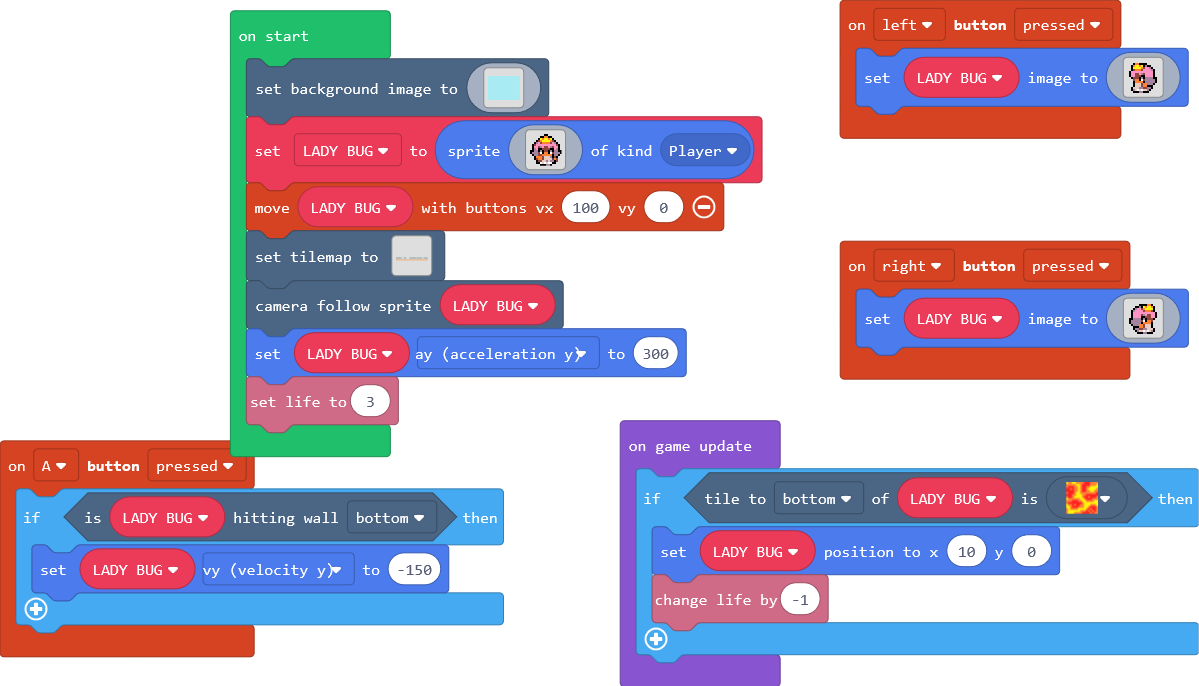 on start
set background image to
set LADY BUG to sprite of kind Player
move LADY BUG with buttons vx 100 vy 0
set tilemap to
camera follow sprite LADY BUG
set LADY BUG ay (acceleration y) to 300
set life to 3
on left button pressed
set LADY BUG image to
on right button pressed
set LADY BUG image to
on A button pressed
if is LADY BUG hitting wall bottom then
set LADY BUG vy (velocity y) to -150
on game update
if tile to bottom of LADY BUG is then
set LADY BUG position to x 10 y 0
change life by -1